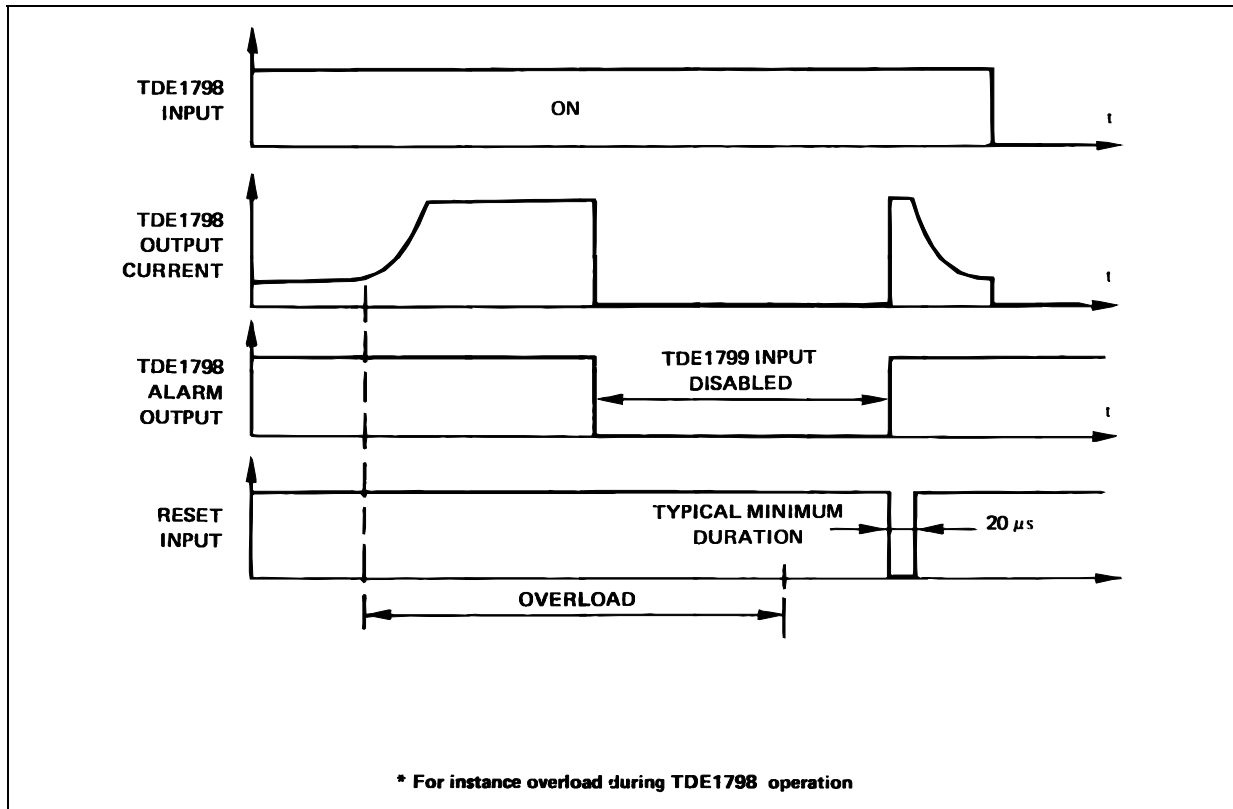 TDE1798
INPUT
ON
t
TDE1798
OUTPUT
CURRENT
t
TDE1798
ALARM
OUTPUT
TDE1799 INPUT
DISABLED
t
RESET
INPUT
TYPICAL MINIMUM
DURATION
20 µs
OVERLOAD
* For instance overload during TDE1798 operation